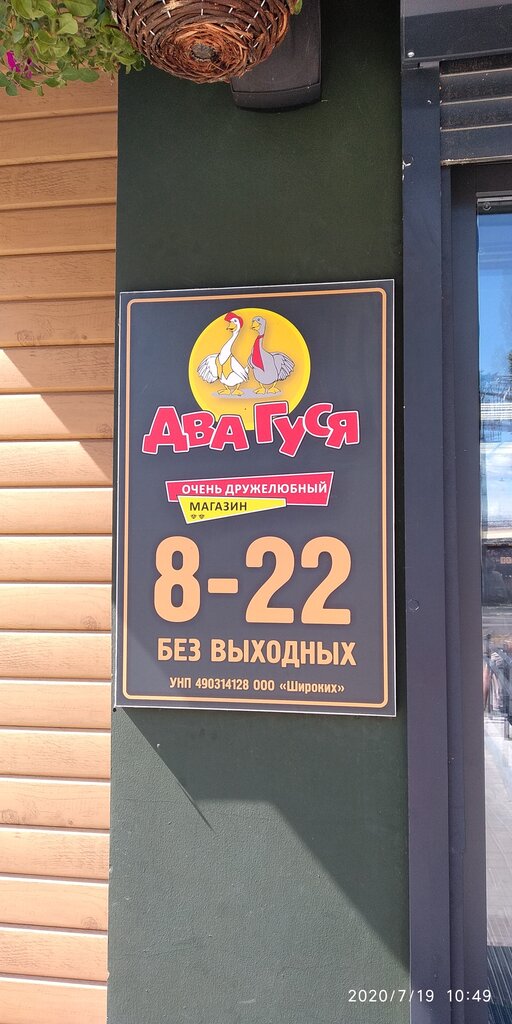 ДВА ГУСЯ
ОЧЕНЬ ДРУЖЕЛЮБНЫЙ
МАГАЗИН
8-22
БЕЗ ВЫХОДНЫХ
УНП 490314128 ООО «Широких»
2020/7/19 10:49